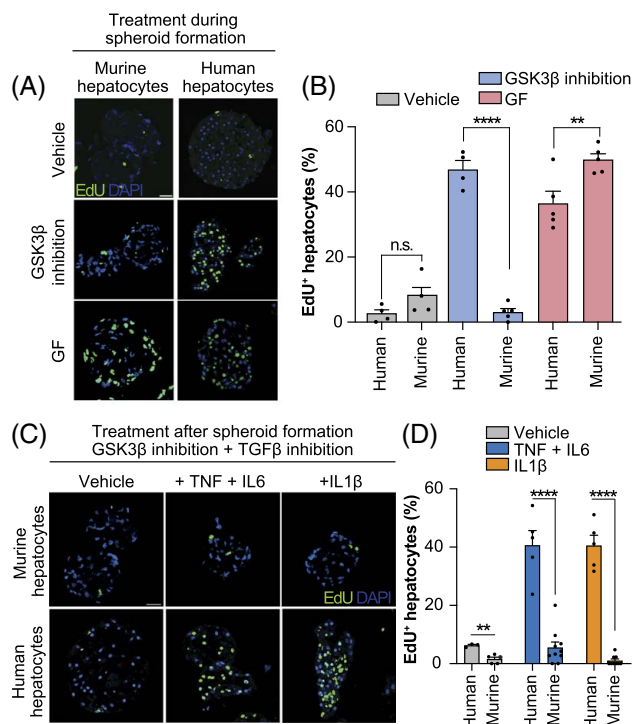 Treatment during
spheroid formation
(A)
Murine
hepatocytes
Human
hepatocytes
Vehicle
EdU DAPI
GSK3β
inhibition
GF
(B)
GSK3β inhibition
Vehicle
GF
EdU⁺ hepatocytes (%)
60
40
20
0
n.s.
****
**
Human
Murine
Human
Murine
Human
Murine
(C)
Treatment after spheroid formation
GSK3β inhibition + TGFβ inhibition
Vehicle
+ TNF + IL6
+IL1β
Murine
hepatocytes
EdU DAPI
Human
hepatocytes
(D)
Vehicle
TNF + IL6
IL1β
EdU⁺ hepatocytes (%)
60
40
20
0
**
****
****
Human
Murine
Human
Murine
Human
Murine